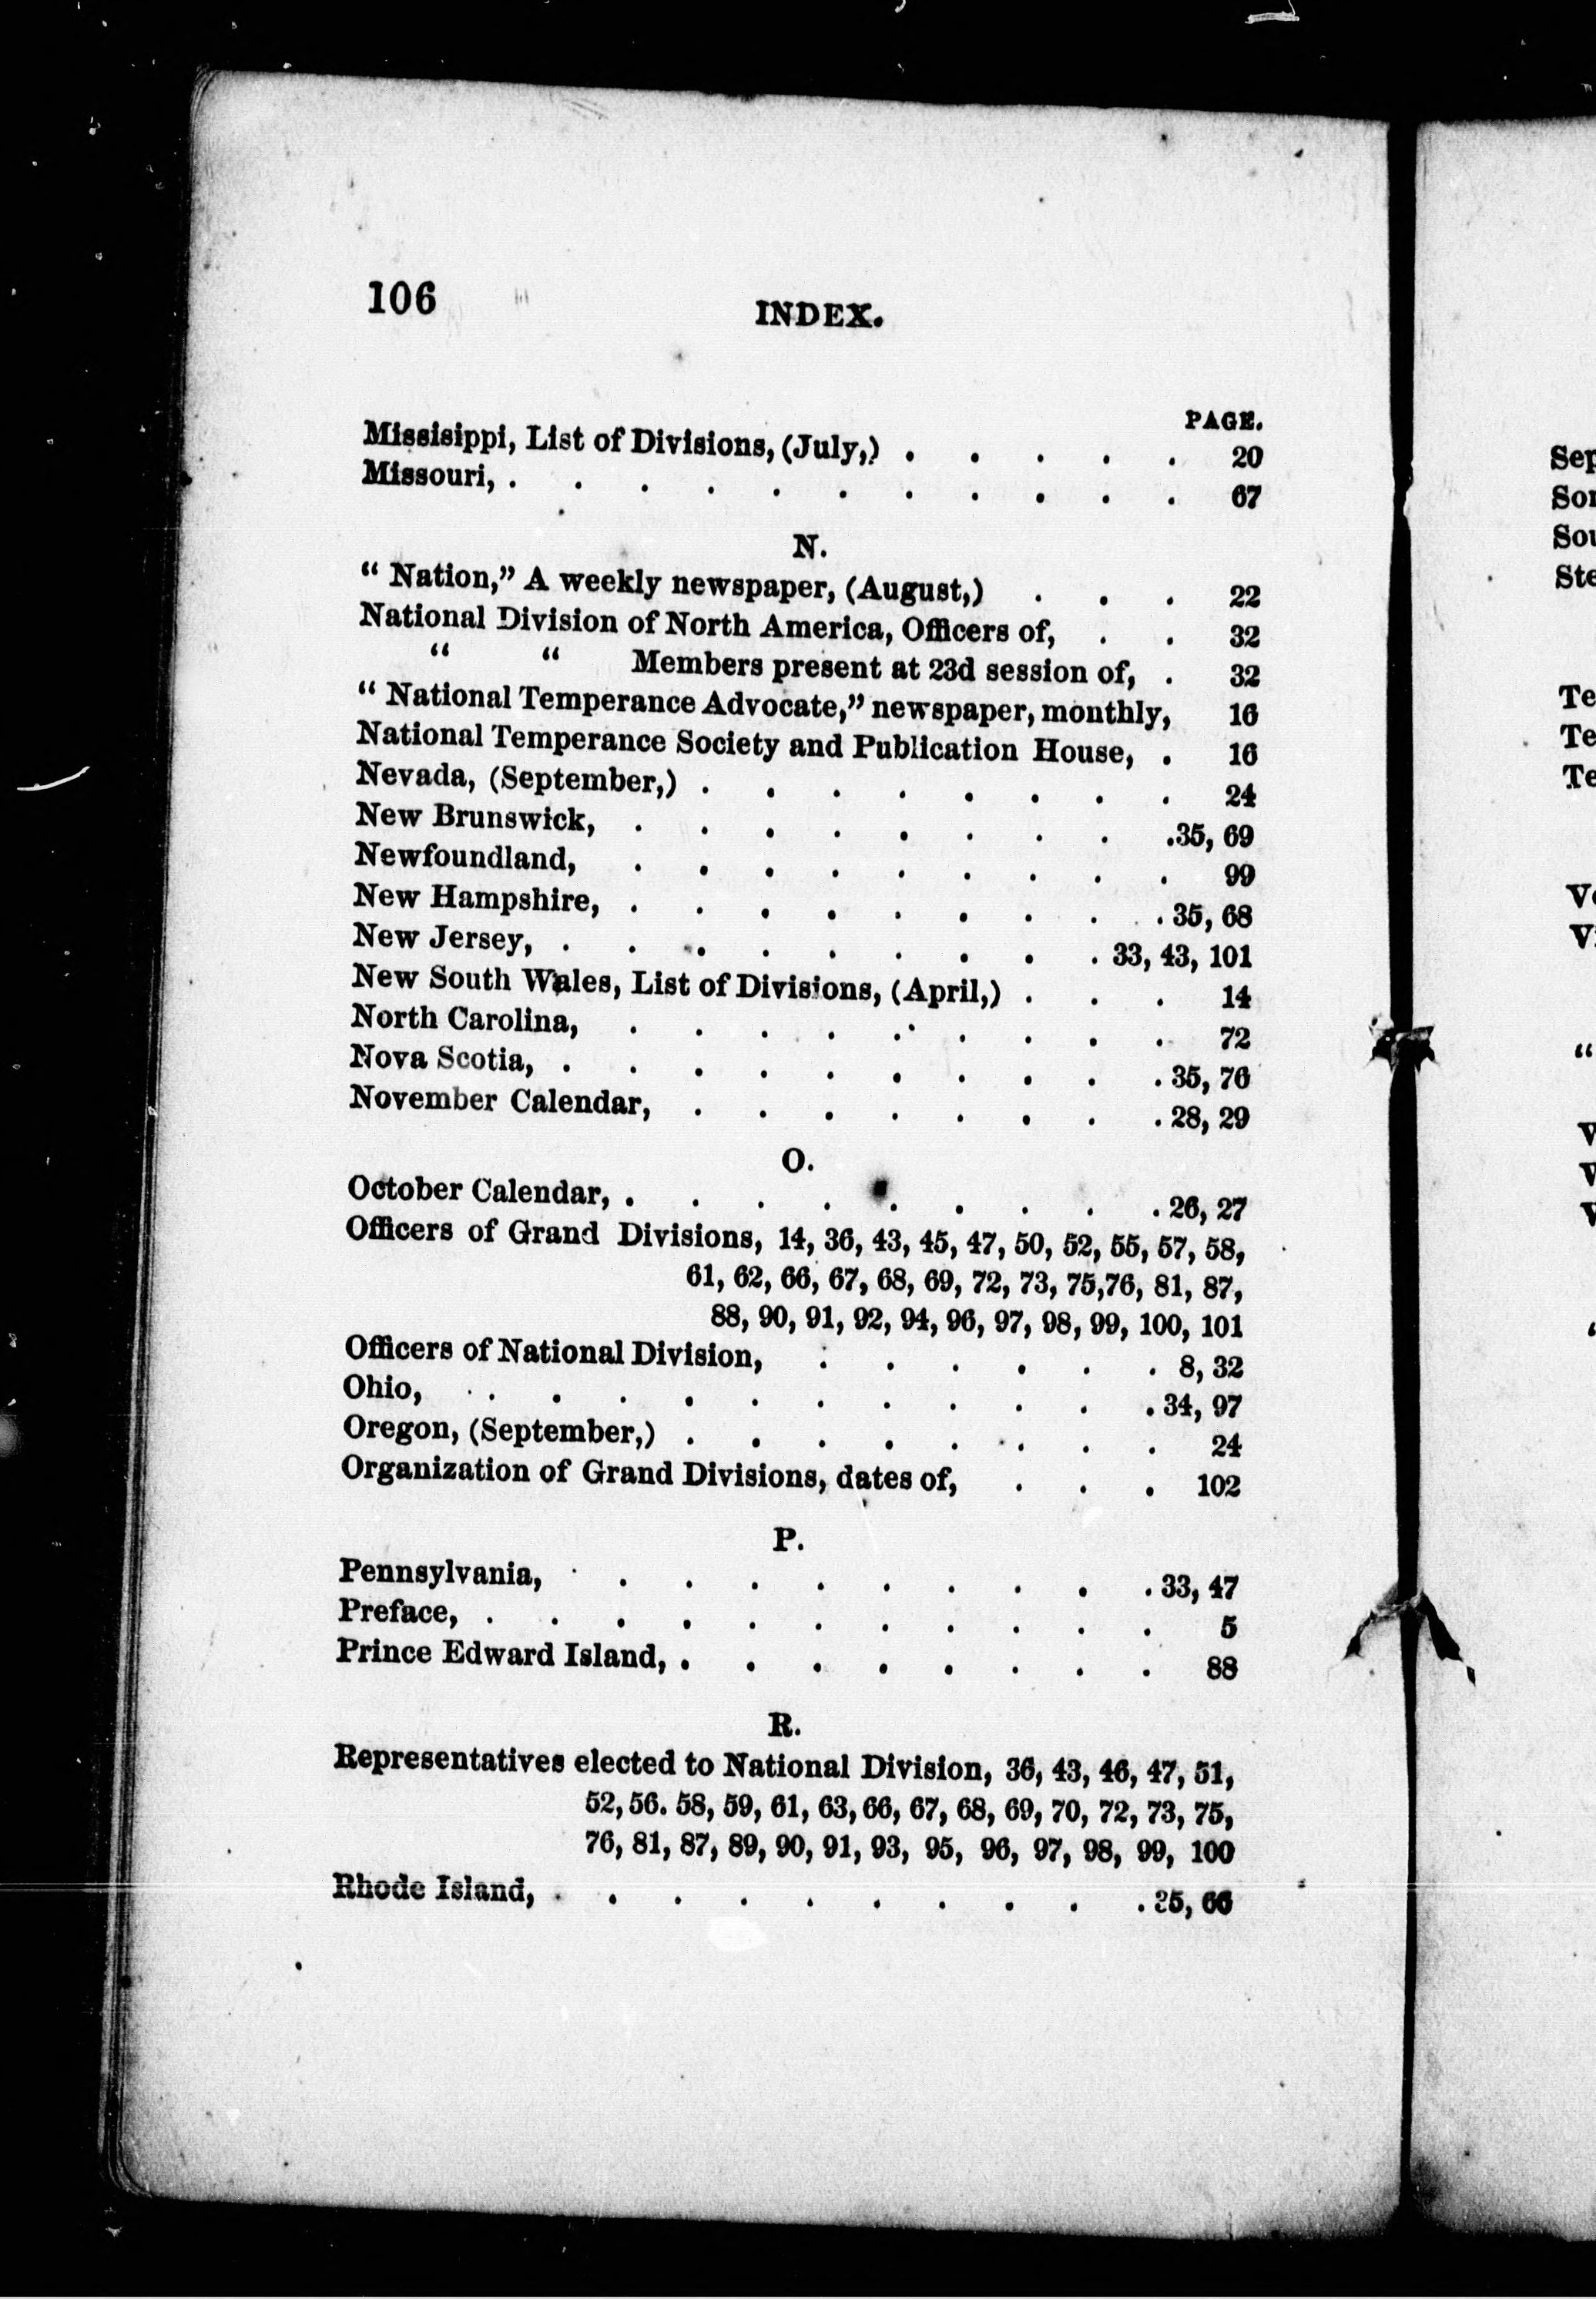 106
INDEX.
PAGE.
Missisippi, List of Divisions, (July,) . . . . . 20
Missouri, . . . . . . . . . . . 67
N.
“ Nation,” A weekly newspaper, (August,) . . . 22
National Division of North America, Officers of, . . 32
“ “ Members present at 23d session of, . 32
“ National Temperance Advocate,” newspaper, monthly, 16
National Temperance Society and Publication House, . 16
Nevada, (September,) . . . . . . . . 24
New Brunswick, . . . . . . . . .35, 69
Newfoundland, . . . . . . . . . 99
New Hampshire, . . . . . . . . . 35, 68
New Jersey, . . . . . . . . . 33, 43, 101
New South Wales, List of Divisions, (April,) . . . 14
North Carolina, . . . . . . . . . 72
Nova Scotia, . . . . . . . . . . 35, 76
November Calendar, . . . . . . . . 28, 29
O.
October Calendar, . . . . . . . . . 26, 27
Officers of Grand Divisions, 14, 36, 43, 45, 47, 50, 52, 55, 57, 58,
61, 62, 66, 67, 68, 69, 72, 73, 75,76, 81, 87,
88, 90, 91, 92, 94, 96, 97, 98, 99, 100, 101
Officers of National Division, . . . . . . 8, 32
Ohio, . . . . . . . . . . . 34, 97
Oregon, (September,) . . . . . . . . 24
Organization of Grand Divisions, dates of, . . . 102
P.
Pennsylvania, . . . . . . . . . . 33, 47
Preface, . . . . . . . . . . . 5
Prince Edward Island, . . . . . . . . 88
R.
Representatives elected to National Division, 36, 43, 46, 47, 51,
52, 56. 58, 59, 61, 63, 66, 67, 68, 69, 70, 72, 73, 75,
76, 81, 87, 89, 90, 91, 93, 95, 96, 97, 98, 99, 100
Rhode Island, . . . . . . . . . . 35, 66
Sep
Son
Sou
Ste
Te
Te
Te
V
“
V
V
V